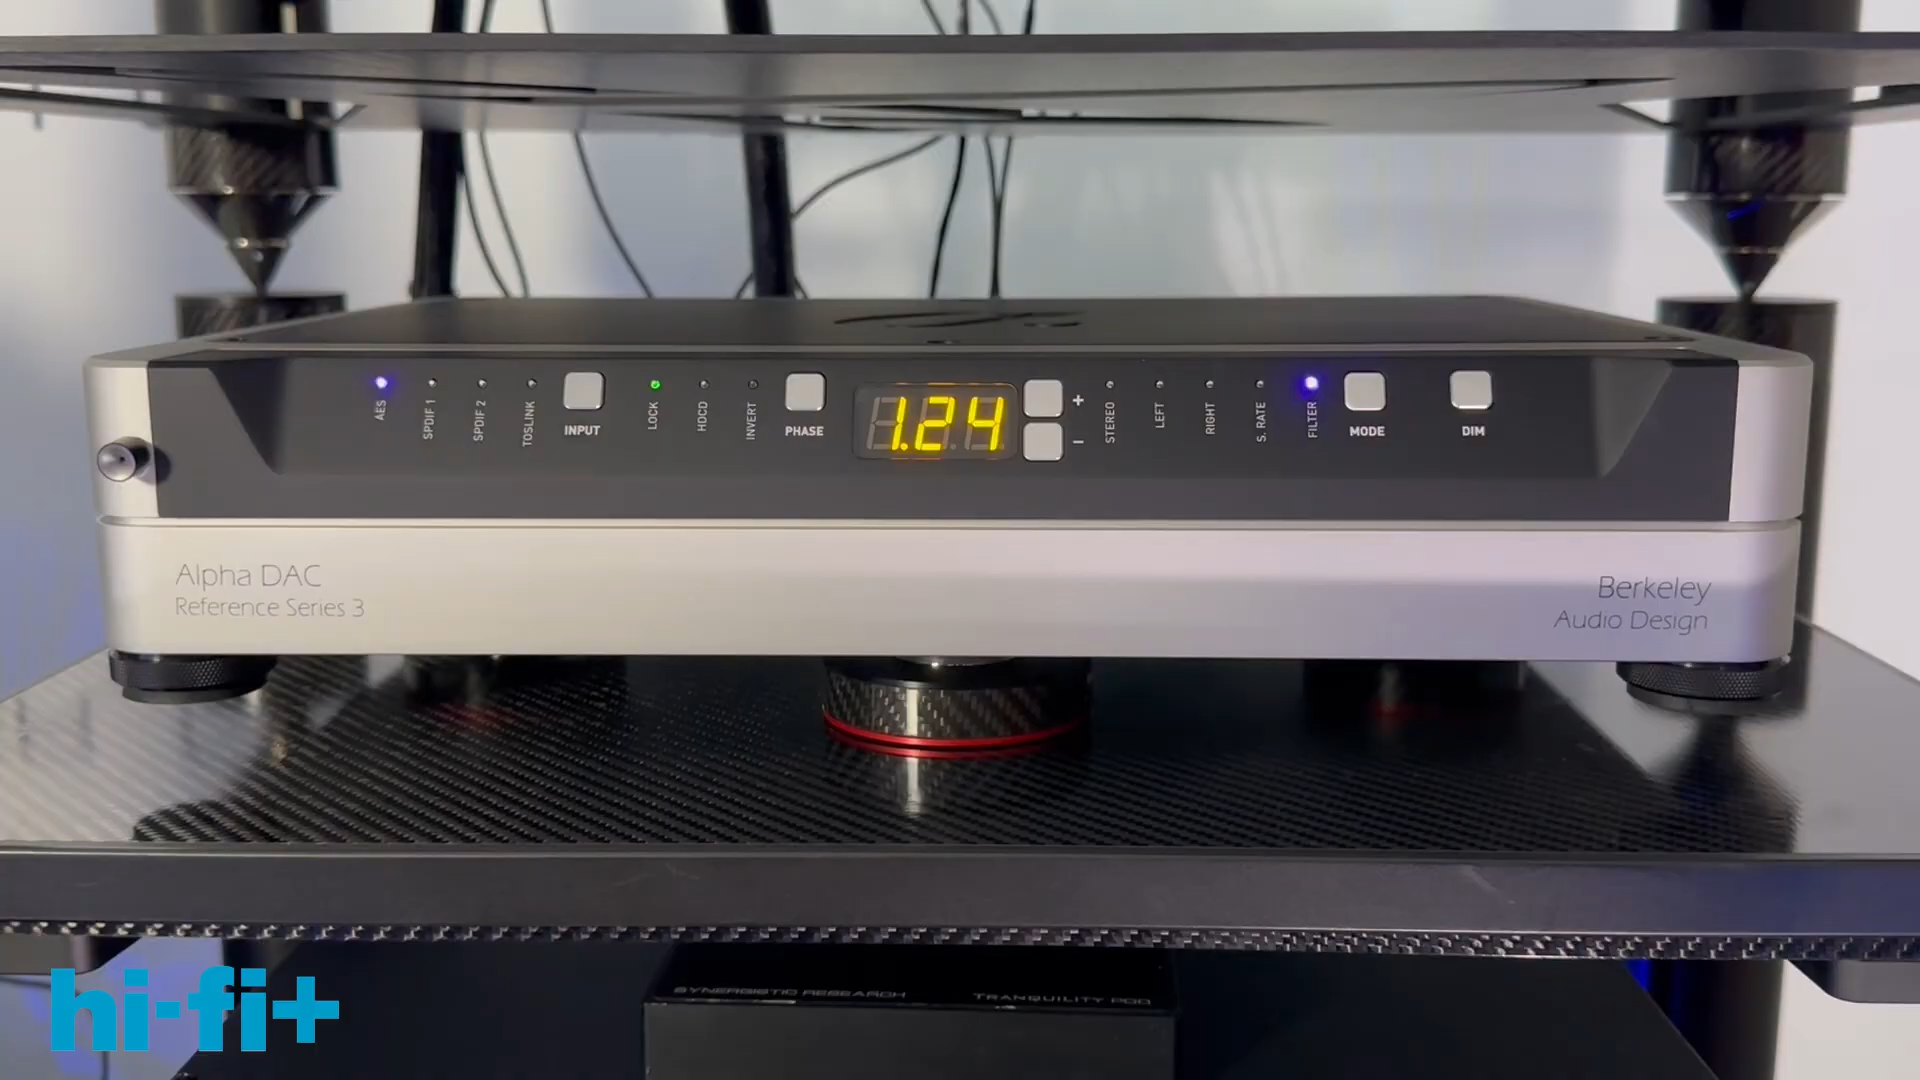 AES
SPDIF 1
SPDIF 2
TOSLINK
INPUT
LOCK
HDCD
INVERT
PHASE
1.24
+
-
STEREO
LEFT
RIGHT
S. RATE
FILTER
MODE
DIM
Alpha DAC
Reference Series 3
Berkeley
Audio Design
hi-fi+
SYNERGISTIC RESEARCH
TRANQUILITY POD